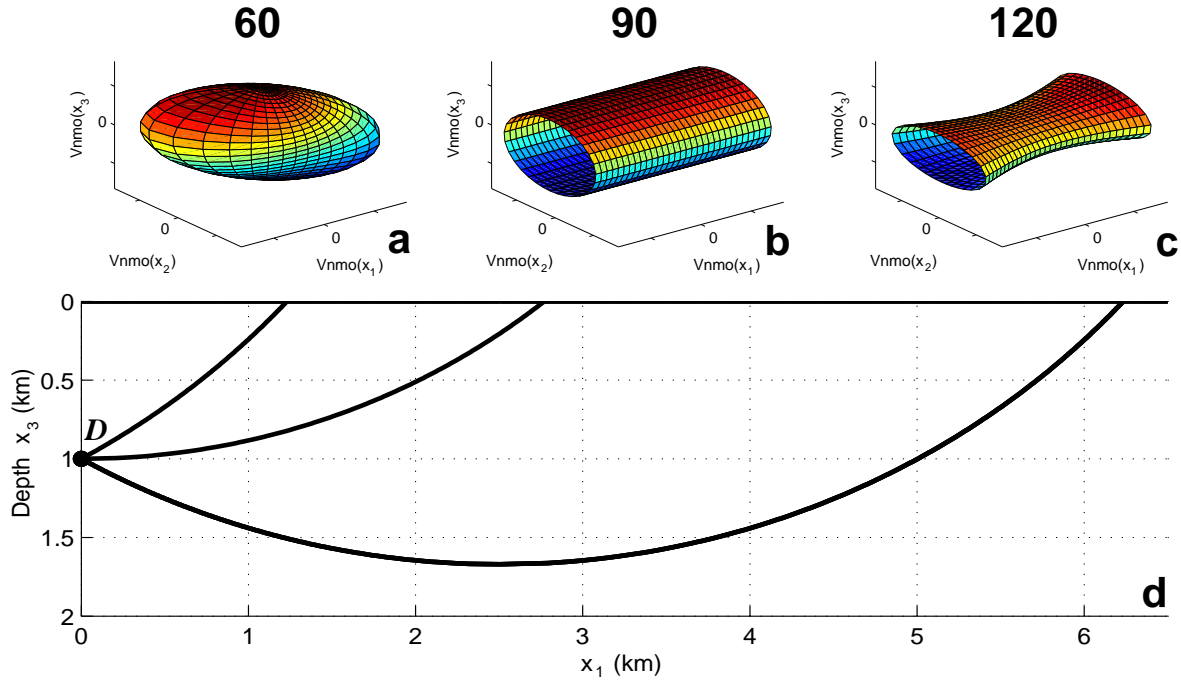 60
90
120
Vnmo(x3)
0
Vnmo(x2)
0
0
Vnmo(x1)
a
Vnmo(x3)
0
Vnmo(x2)
0
0
Vnmo(x1)
b
Vnmo(x3)
0
Vnmo(x2)
0
0
Vnmo(x1)
c
Depth x3 (km)
0
0.5
1
1.5
2
D
d
0 1 2 3 4 5 6
x1 (km)